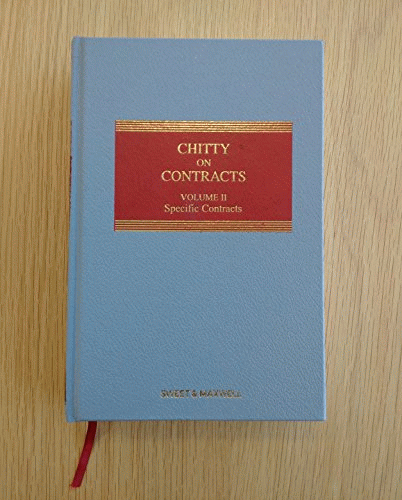 CHITTY
ON
CONTRACTS
VOLUME II
Specific Contracts
SWEET & MAXWELL